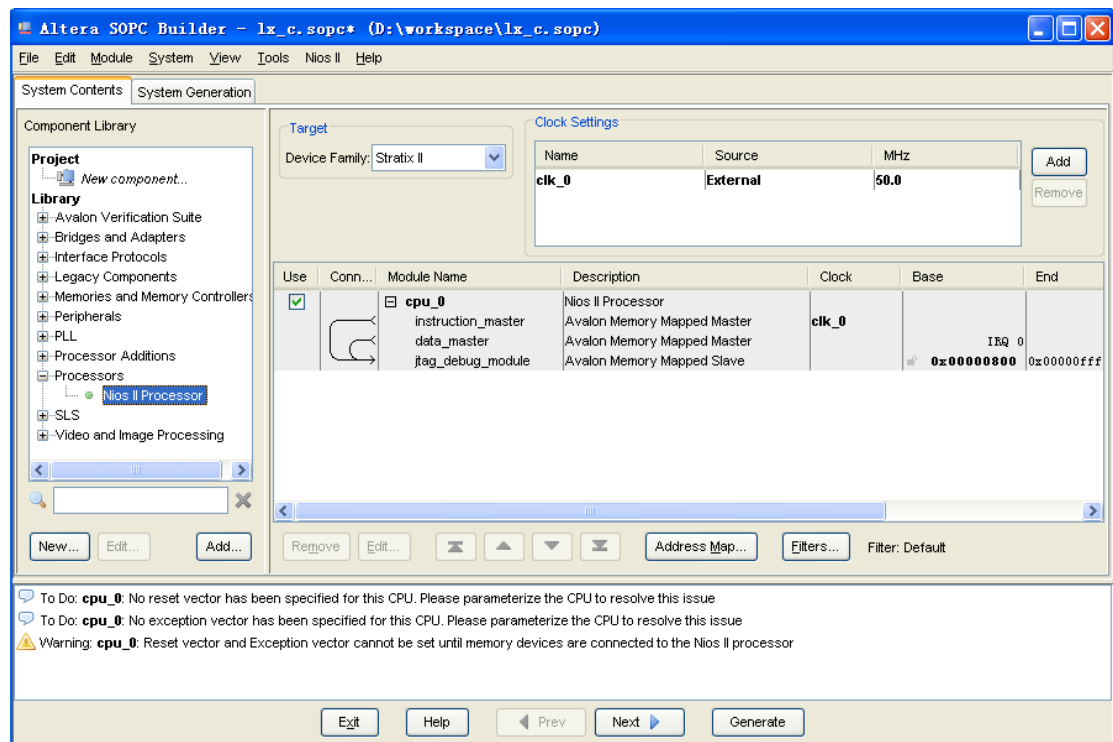 Altera SOPC Builder - lx_c.sopc* (D:\workspace\lx_c.sopc)
File Edit Module System View Tools Nios II Help
System Contents System Generation
Component Library
Project
New component...
Library
Avalon Verification Suite
Bridges and Adapters
Interface Protocols
Legacy Components
Memories and Memory Controllers
Peripherals
PLL
Processor Additions
Processors
Nios II Processor
SLS
Video and Image Processing
New... Edit... Add...
Target
Device Family: Stratix II
Clock Settings
Name Source MHz
clk_0 External 50.0
Add
Remove
Use Conn... Module Name Description Clock Base End
cpu_0 Nios II Processor
instruction_master Avalon Memory Mapped Master clk_0
data_master Avalon Memory Mapped Master IRQ 0
jtag_debug_module Avalon Memory Mapped Slave 0x00000800 0x00000fff
Remove Edit... Address Map... Filters... Filter: Default
To Do: cpu_0: No reset vector has been specified for this CPU. Please parameterize the CPU to resolve this issue
To Do: cpu_0: No exception vector has been specified for this CPU. Please parameterize the CPU to resolve this issue
Warning: cpu_0: Reset vector and Exception vector cannot be set until memory devices are connected to the Nios II processor
Exit Help Prev Next Generate